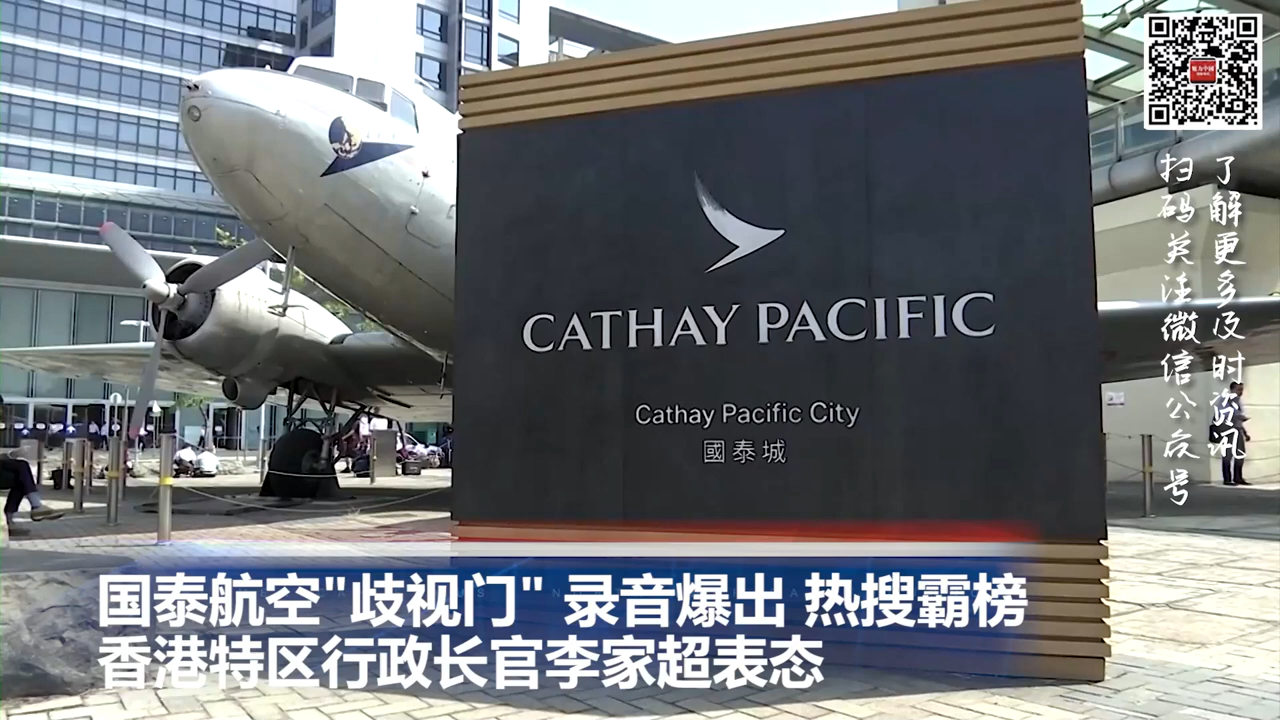 了解更多及时资讯
扫码关注微信公众号
CATHAY PACIFIC
Cathay Pacific City
國泰城
国泰航空"歧视门" 录音爆出 热搜霸榜
香港特区行政长官李家超表态